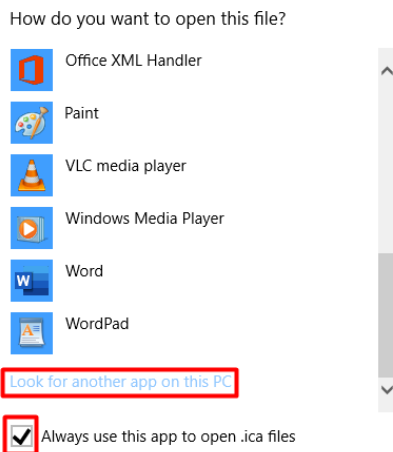 How do you want to open this file?
Office XML Handler
Paint
VLC media player
Windows Media Player
Word
WordPad
Look for another app on this PC
Always use this app to open .ica files